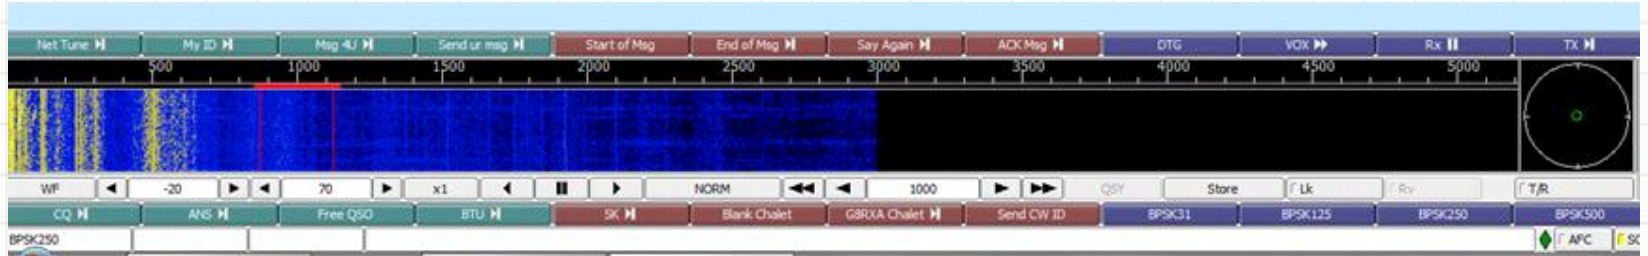 Net Tune My ID Msg 4U Send ur msg Start of Msg End of Msg Say Again ACK Msg DTG VOX Rx TX
500 1000 1500 2000 2500 3000 3500 4000 4500 5000
WF -20 70 x1 NORM 1000 QSY Store Lk Rv T/R
CQ ANS Free QSO BTU SK Blank Chalet G8RXA Chalet Send CW ID BPSK31 BPSK125 BPSK250 BPSK500
BPSK250 AFC